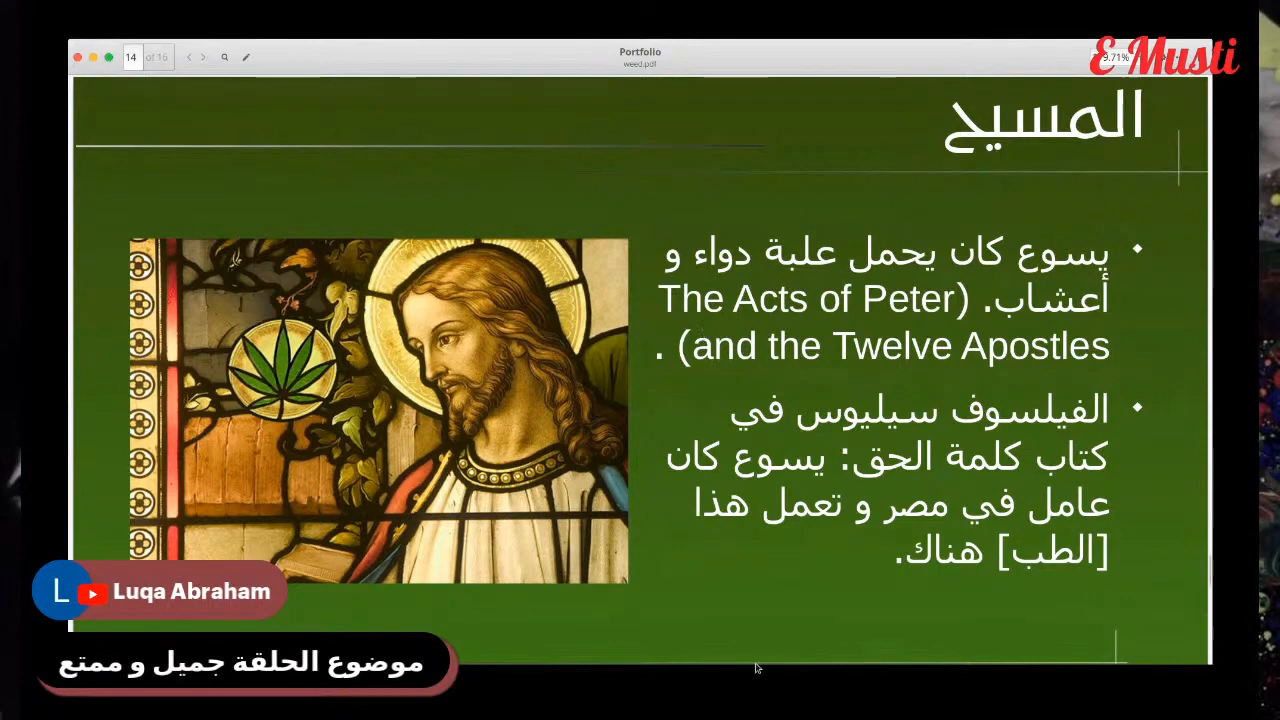 14 of 16
Portfolio
weed.pdf
9.71%
E Musti
المسيح
يسوع كان يحمل علبة دواء و
أعشاب. (The Acts of Peter
and the Twelve Apostles) .
الفيلسوف سيليوس في
كتاب كلمة الحق: يسوع كان
عامل في مصر و تعمل هذا
[الطب] هناك.
L Luqa Abraham
موضوع الحلقة جميل و ممتع